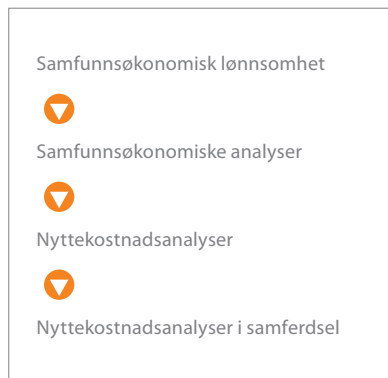 Samfunnsøkonomisk lønnsomhet
Samfunnsøkonomiske analyser
Nyttekostnadsanalyser
Nyttekostnadsanalyser i samferdsel